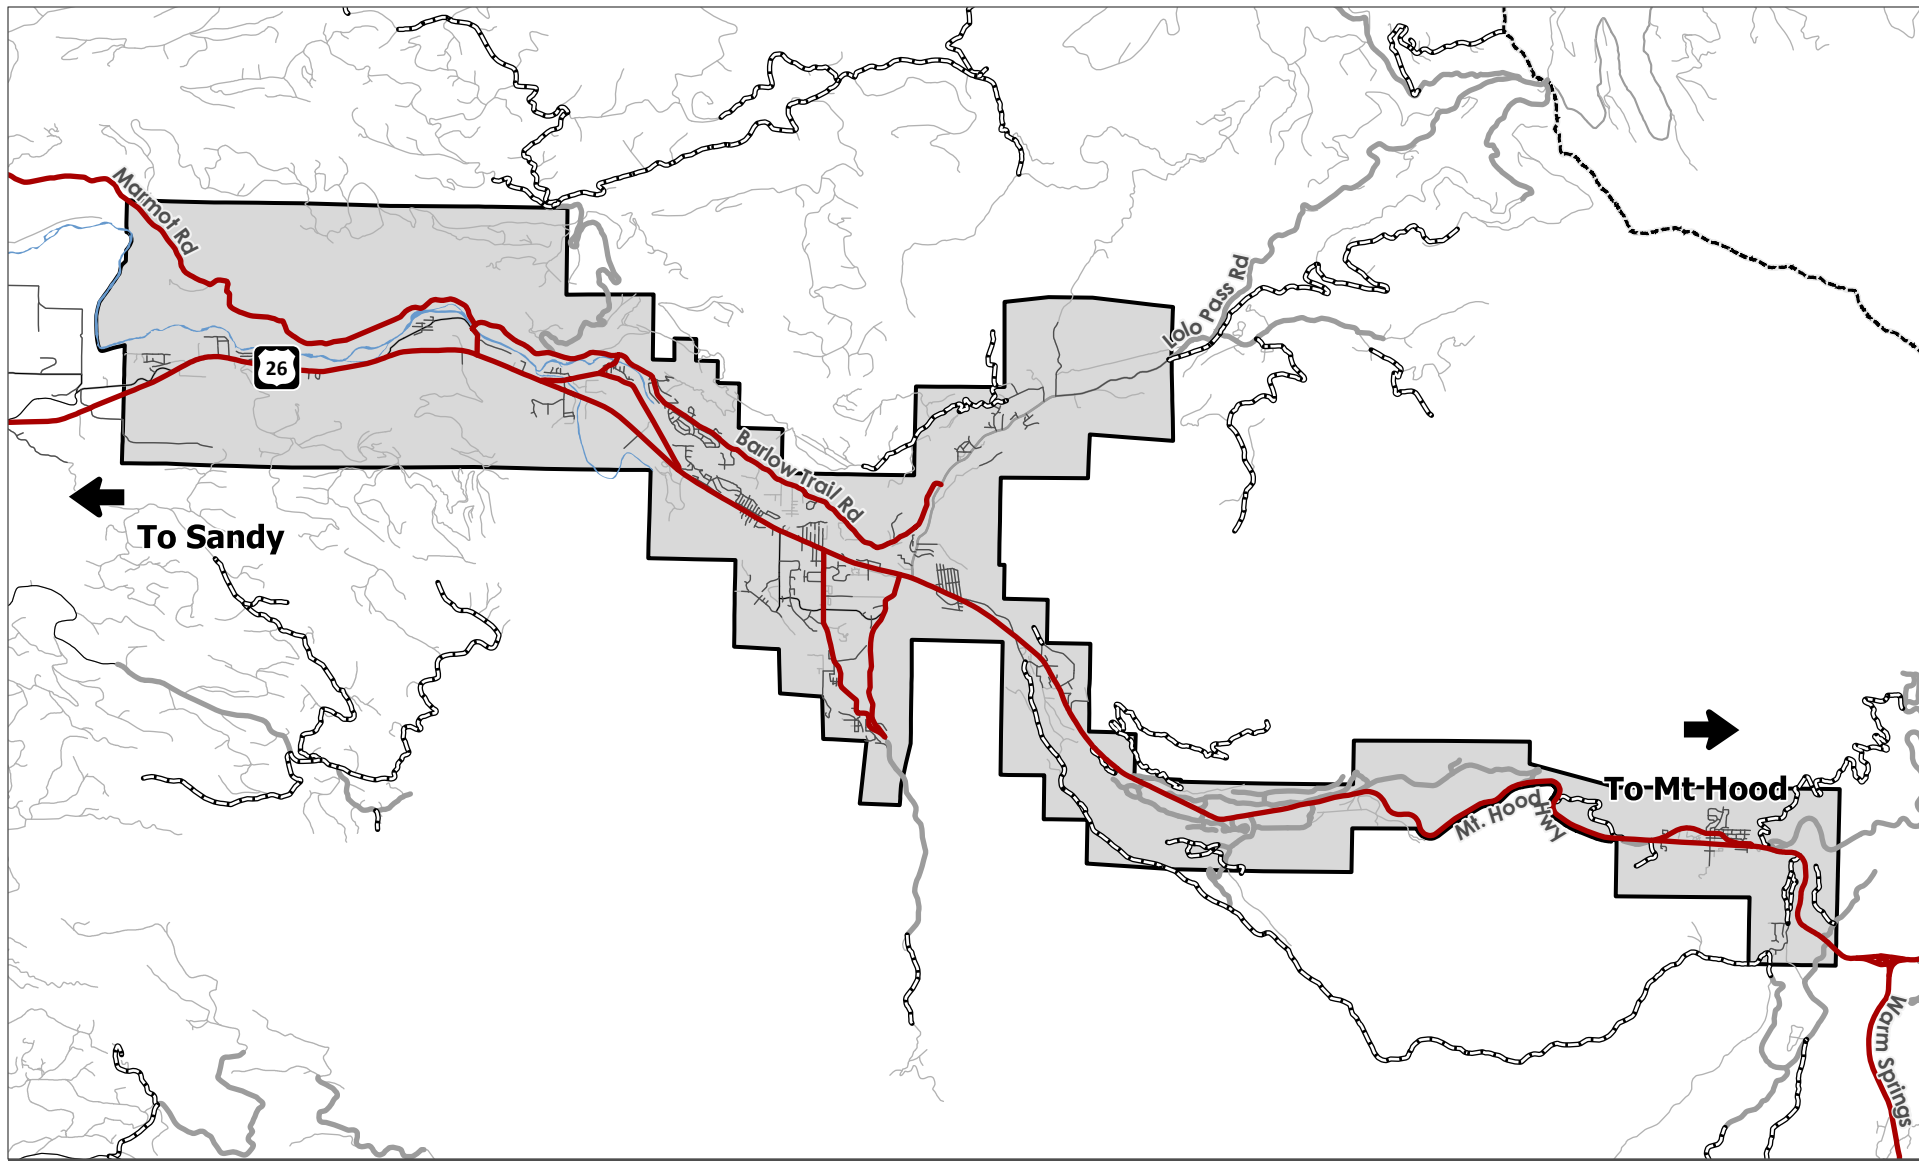 Marmot Rd
Lolo Pass Rd
26
Barlow Trail Rd
To Sandy
To Mt Hood
Mt. Hood Hwy
Warm Springs